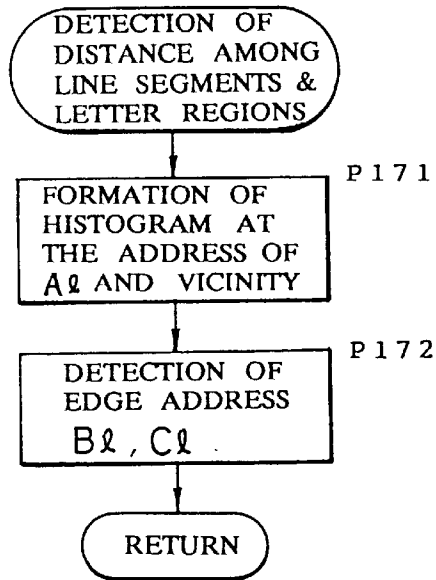 DETECTION OF
DISTANCE AMONG
LINE SEGMENTS &
LETTER REGIONS
P171
FORMATION OF
HISTOGRAM AT
THE ADDRESS OF
Aℓ AND VICINITY
P172
DETECTION OF
EDGE ADDRESS
Bℓ, Cℓ
RETURN